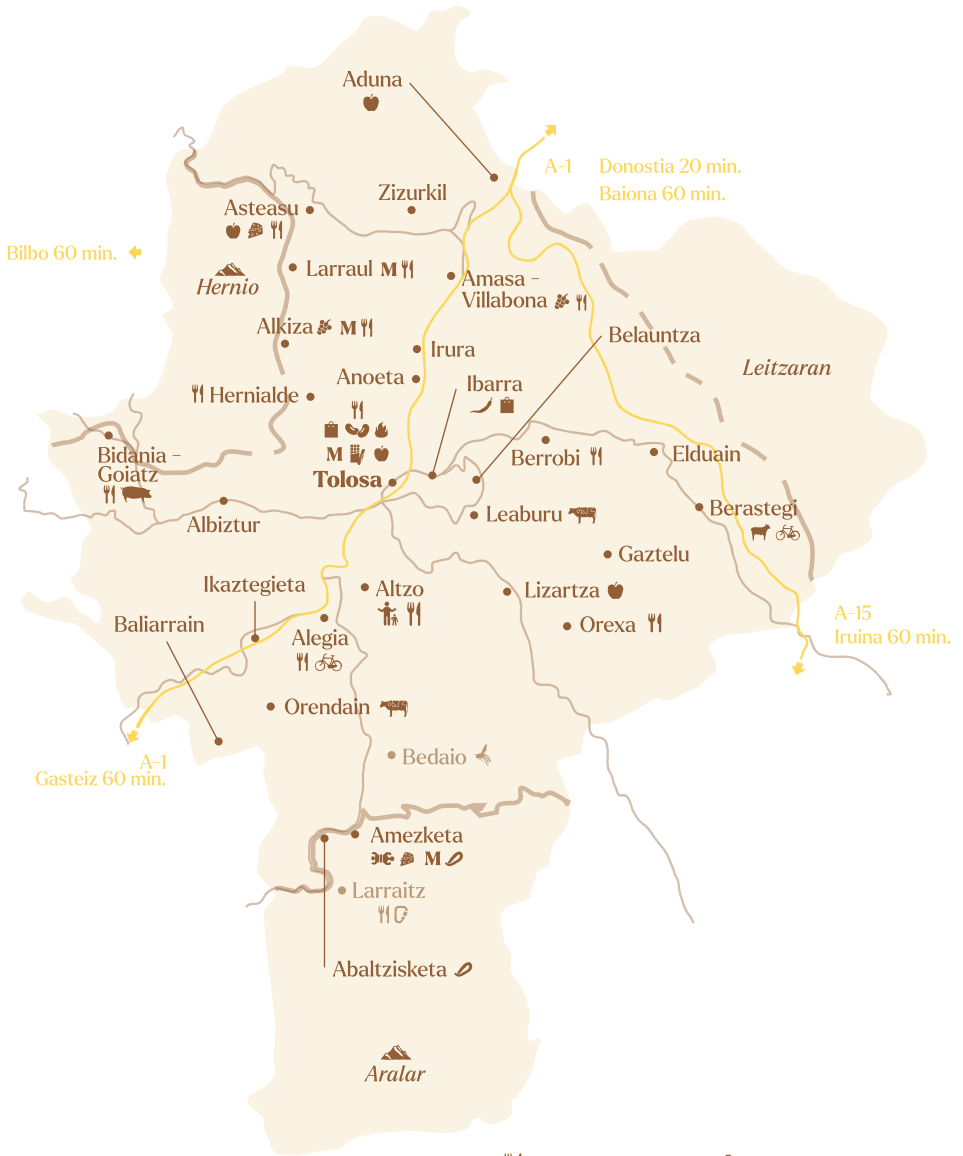 Aduna
A-1
Donostia 20 min.
Baiona 60 min.
Zizurkil
Asteasu
Bilbo 60 min.
Larraul M
Hernio
Amasa -
Villabona
Alkiza M
Belauntza
Irura
Leitzaran
Anoeta
Ibarra
Hernialde
M
Tolosa
Berrobi
Elduain
Bidania -
Goiatz
Albiztur
Leaburu
Berastegi
Gaztelu
Ikaztegieta
Altzo
Lizartza
Baliarrain
Orexa
A-15
Iruina 60 min.
Alegia
Orendain
Bedaio
A-1
Gasteiz 60 min.
Amezketa
M
Larraitz
Abaltzisketa
Aralar